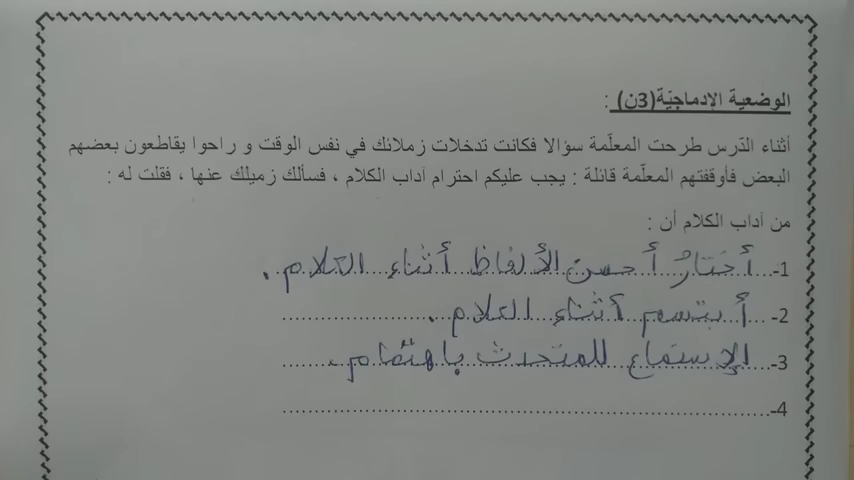 الوضعية الإدماجيّة(3ن) :
أثناء الدّرس طرحت المعلّمة سؤالا فكانت تدخلات زملائك في نفس الوقت و راحوا يقاطعون بعضهم
البعض فأوقفتهم المعلّمة قائلة : يجب عليكم احترام آداب الكلام ، فسألك زميلك عنها ، فقلت له :
من آداب الكلام أن :
1- أختارُ أحسن الألفاظ أثناء الكلام.
2- أبتسم أثناء الكلام.
3- الإستماع للمتحدث باهتمام.
4-